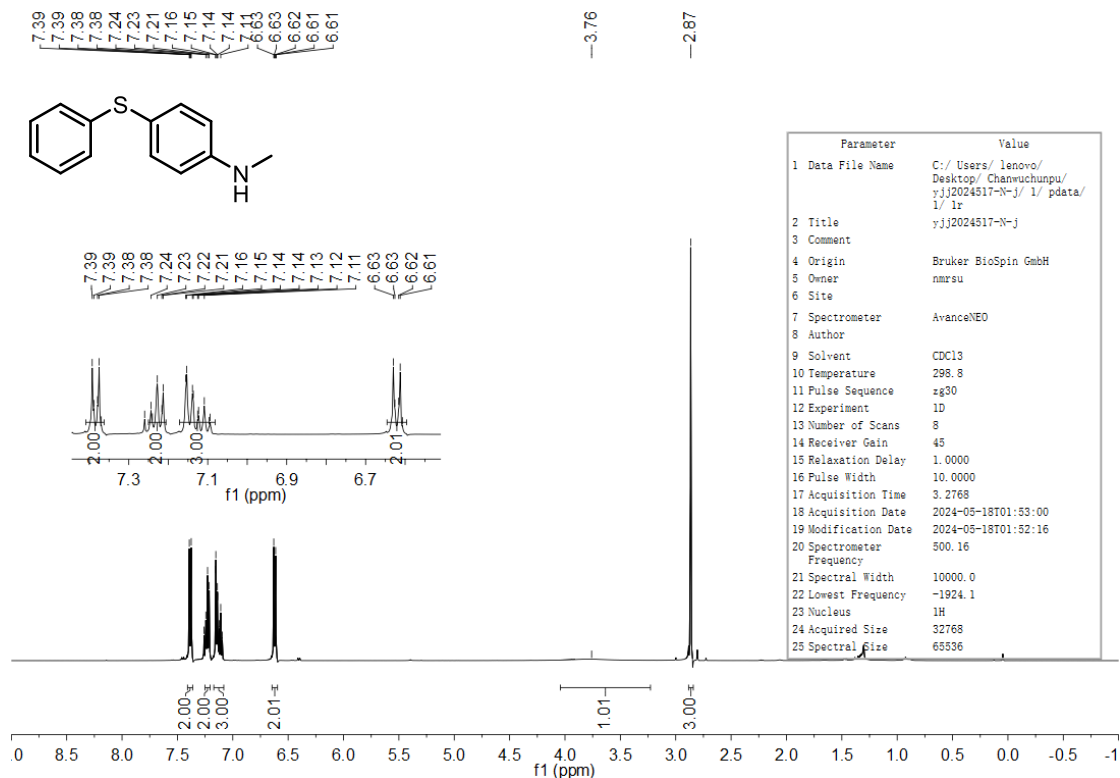 7.39
7.39
7.38
7.38
7.24
7.23
7.21
7.16
7.15
7.14
7.14
7.11
6.63
6.63
6.62
6.61
6.61
3.76
2.87
S
N
H
7.39
7.39
7.38
7.38
7.24
7.23
7.22
7.21
7.16
7.15
7.14
7.14
7.13
7.12
7.11
6.63
6.63
6.62
6.61
2.00
2.00
3.00
2.01
7.3 7.1 6.9 6.7
f1 (ppm)
Parameter Value
1 Data File Name C:/ Users/ lenovo/
Desktop/ Chanwuchunpu/
yjj2024517-N-j/ 1/ pdata/
1/ 1r
2 Title yjj2024517-N-j
3 Comment
4 Origin Bruker BioSpin GmbH
5 Owner nmrsu
6 Site
7 Spectrometer AvanceNEO
8 Author
9 Solvent CDCl3
10 Temperature 298.8
11 Pulse Sequence zg30
12 Experiment 1D
13 Number of Scans 8
14 Receiver Gain 45
15 Relaxation Delay 1.0000
16 Pulse Width 10.0000
17 Acquisition Time 3.2768
18 Acquisition Date 2024-05-18T01:53:00
19 Modification Date 2024-05-18T01:52:16
20 Spectrometer 500.16
Frequency
21 Spectral Width 10000.0
22 Lowest Frequency -1924.1
23 Nucleus 1H
24 Acquired Size 32768
25 Spectral Size 65536
2.00
2.00
3.00
2.01
1.01
3.00
.0 8.5 8.0 7.5 7.0 6.5 6.0 5.5 5.0 4.5 4.0 3.5 3.0 2.5 2.0 1.5 1.0 0.5 0.0 -0.5 -1
f1 (ppm)